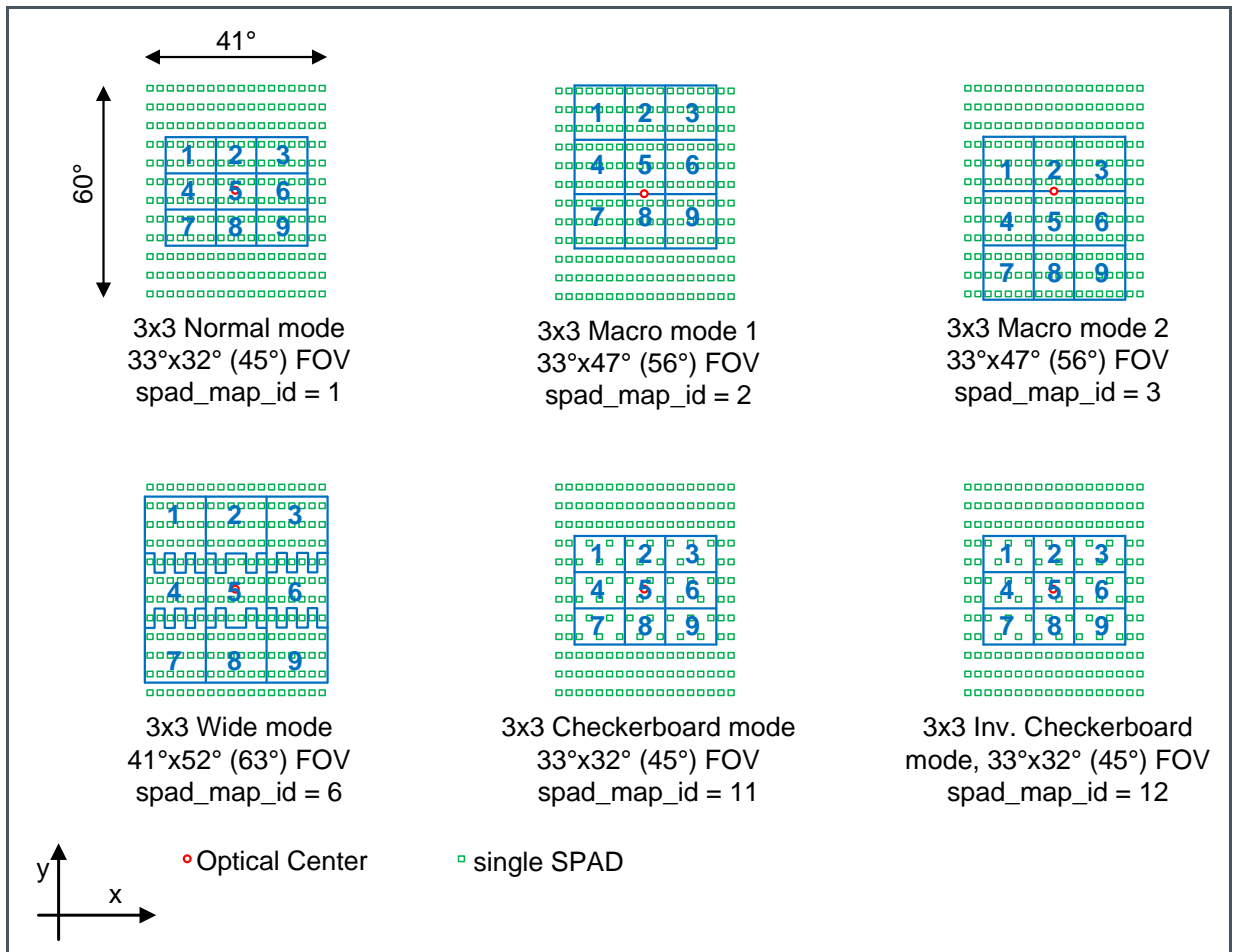 41°
60°
1 2 3
4 5 6
7 8 9
3x3 Normal mode
33°x32° (45°) FOV
spad_map_id = 1
1 2 3
4 5 6
7 8 9
3x3 Macro mode 1
33°x47° (56°) FOV
spad_map_id = 2
1 2 3
4 5 6
7 8 9
3x3 Macro mode 2
33°x47° (56°) FOV
spad_map_id = 3
1 2 3
4 5 6
7 8 9
3x3 Wide mode
41°x52° (63°) FOV
spad_map_id = 6
1 2 3
4 5 6
7 8 9
3x3 Checkerboard mode
33°x32° (45°) FOV
spad_map_id = 11
1 2 3
4 5 6
7 8 9
3x3 Inv. Checkerboard
mode, 33°x32° (45°) FOV
spad_map_id = 12
Optical Center
single SPAD
y
x